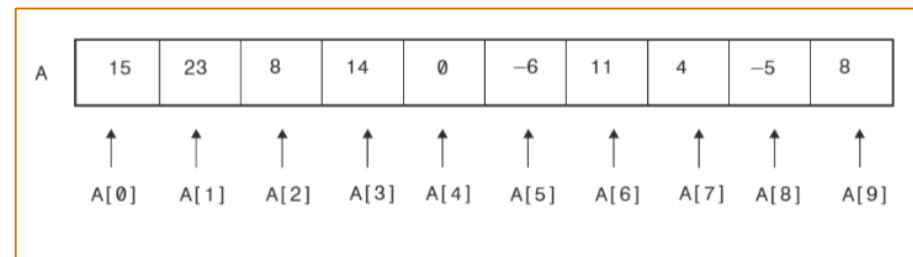 A 15 23 8 14 0 −6 11 4 −5 8
A[0] A[1] A[2] A[3] A[4] A[5] A[6] A[7] A[8] A[9]